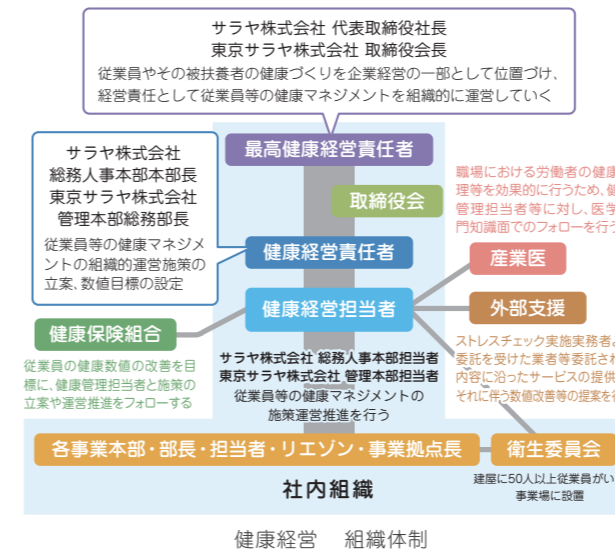 サラヤ株式会社 代表取締役社長
東京サラヤ株式会社 取締役会長
従業員やその被扶養者の健康づくりを企業経営の一部として位置づけ、
経営責任として従業員等の健康マネジメントを組織的に運営していく
最高健康経営責任者
サラヤ株式会社
総務人事本部本部長
東京サラヤ株式会社
管理本部総務部長
従業員等の健康マネジメ
ントの組織的運営施策の
立案、数値目標の設定
取締役会
健康経営責任者
職場における労働者の健康
理等を効果的に行うため、健
管理担当者等に対し、医学
門知識面でのフォローを行う
産業医
健康経営担当者
外部支援
健康保険組合
従業員の健康数値の改善を目
標に、健康管理担当者と施策の
立案や運営推進をフォローする
サラヤ株式会社 総務人事本部担当者
東京サラヤ株式会社 管理本部担当者
従業員等の健康マネジメントの
施策運営推進を行う
ストレスチェック実施実務者
委託を受けた業者等委託され
内容に沿ったサービスの提供
それに伴う数値改善等の提案を
各事業本部・部長・担当者・リエゾン・事業拠点長
衛生委員会
社内組織
建屋に50人以上従業員がい
事業場に設置
健康経営 組織体制